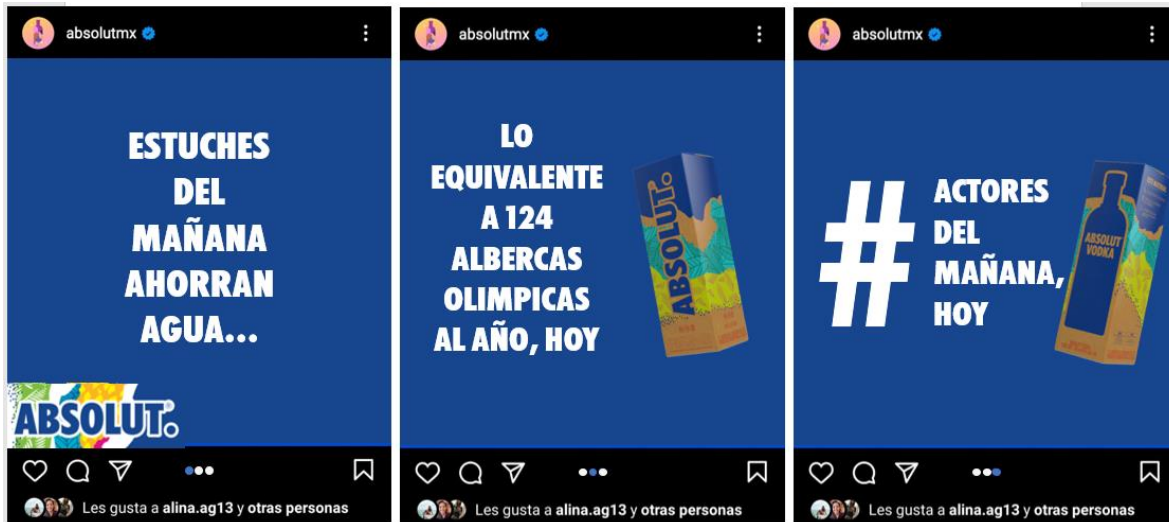 absolutmx
ESTUCHES
DEL
MAÑANA
AHORRAN
AGUA...
ABSOLUT.
Les gusta a alina.ag13 y otras personas
absolutmx
LO
EQUIVALENTE
A 124
ALBERCAS
OLIMPICAS
AL AÑO, HOY
ABSOLUT.
Les gusta a alina.ag13 y otras personas
absolutmx
#
ACTORES
DEL
MAÑANA,
HOY
ABSOLUT
VODKA
Les gusta a alina.ag13 y otras personas